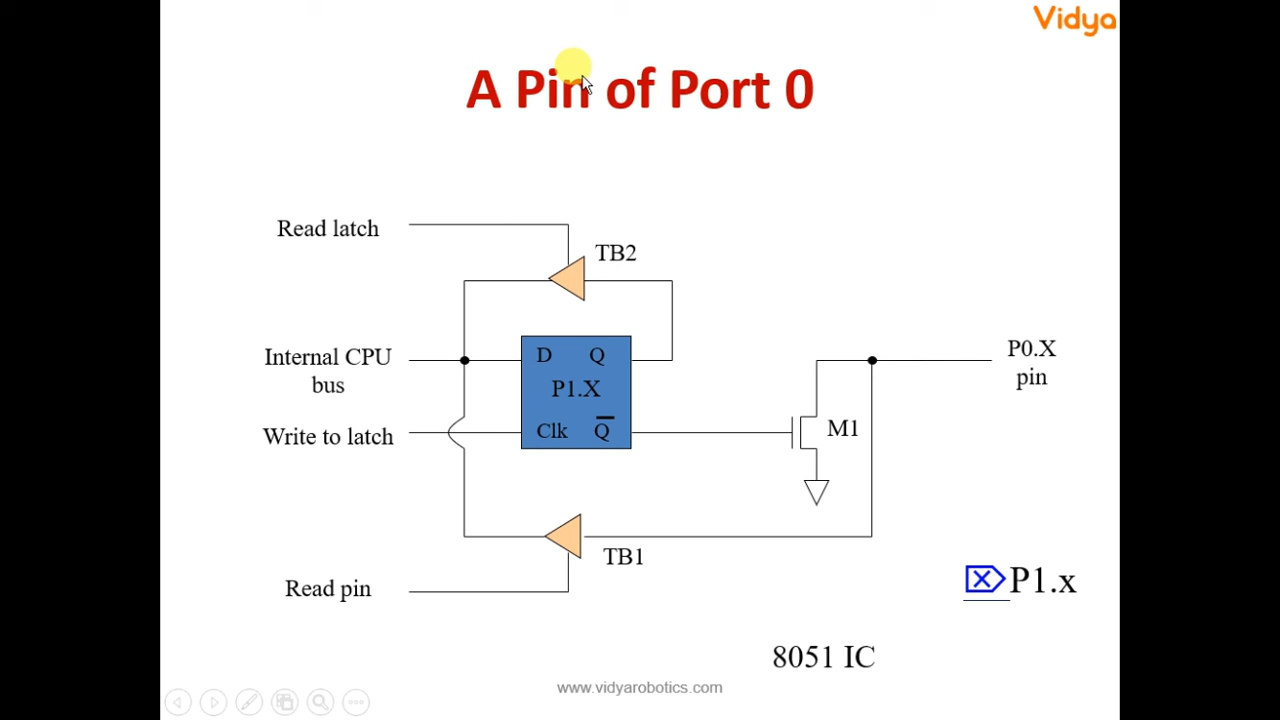 Vidya
A Pin of Port 0
Read latch
TB2
Internal CPU
bus
D Q
P1.X
Clk Q̅
Write to latch
P0.X
pin
M1
TB1
Read pin
P1.x
8051 IC
www.vidyarobotics.com